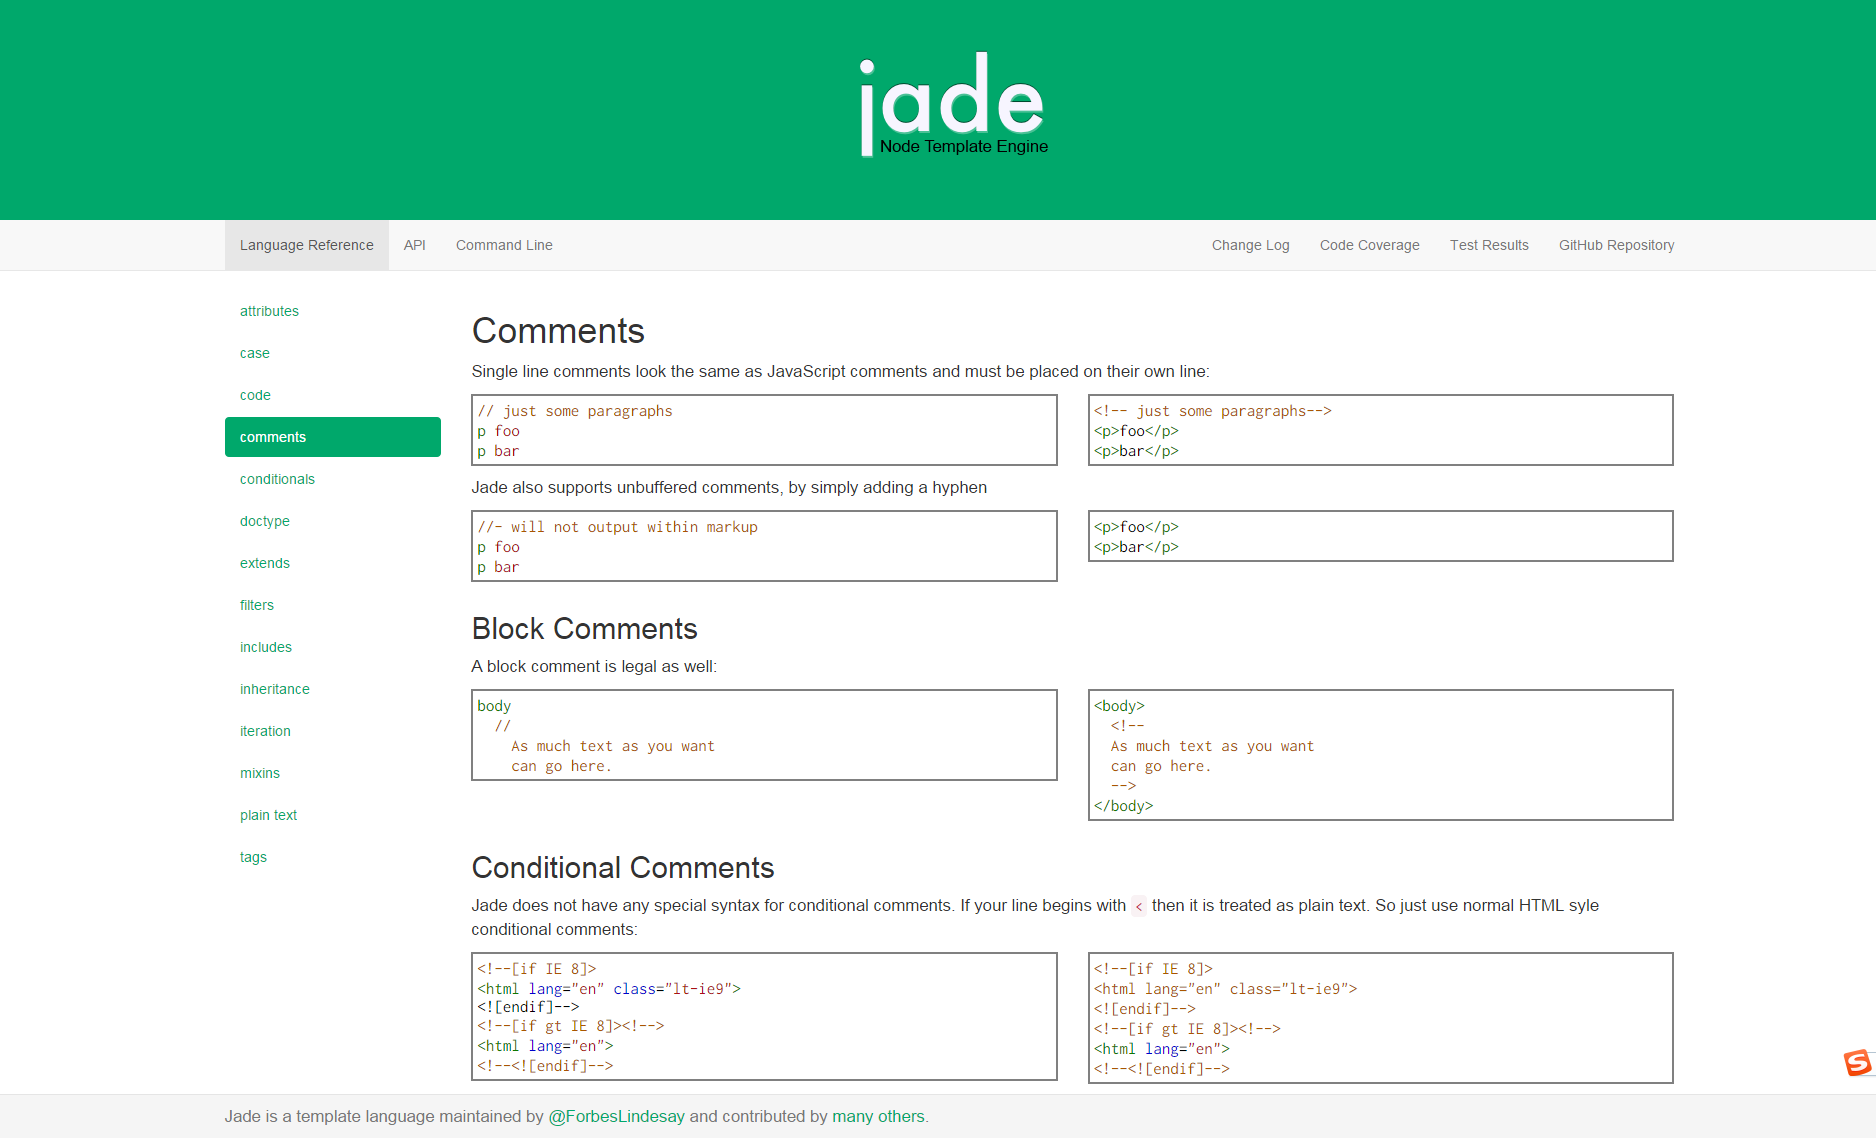 jade
Node Template Engine
Language Reference API Command Line Change Log Code Coverage Test Results GitHub Repository
attributes
case
code
comments
conditionals
doctype
extends
filters
includes
inheritance
iteration
mixins
plain text
tags
Comments
Single line comments look the same as JavaScript comments and must be placed on their own line:
// just some paragraphs
p foo
p bar
<!-- just some paragraphs-->
<p>foo</p>
<p>bar</p>
Jade also supports unbuffered comments, by simply adding a hyphen
//- will not output within markup
p foo
p bar
<p>foo</p>
<p>bar</p>
Block Comments
A block comment is legal as well:
body
  //
    As much text as you want
    can go here.
<body>
  <!--
  As much text as you want
  can go here.
  -->
</body>
Conditional Comments
Jade does not have any special syntax for conditional comments. If your line begins with < then it is treated as plain text. So just use normal HTML syle
conditional comments:
<!--[if IE 8]>
<html lang="en" class="lt-ie9">
<![endif]-->
<!--[if gt IE 8]><!-->
<html lang="en">
<!--<![endif]-->
<!--[if IE 8]>
<html lang="en" class="lt-ie9">
<![endif]-->
<!--[if gt IE 8]><!-->
<html lang="en">
<!--<![endif]-->
S
Jade is a template language maintained by @ForbesLindesay and contributed by many others.